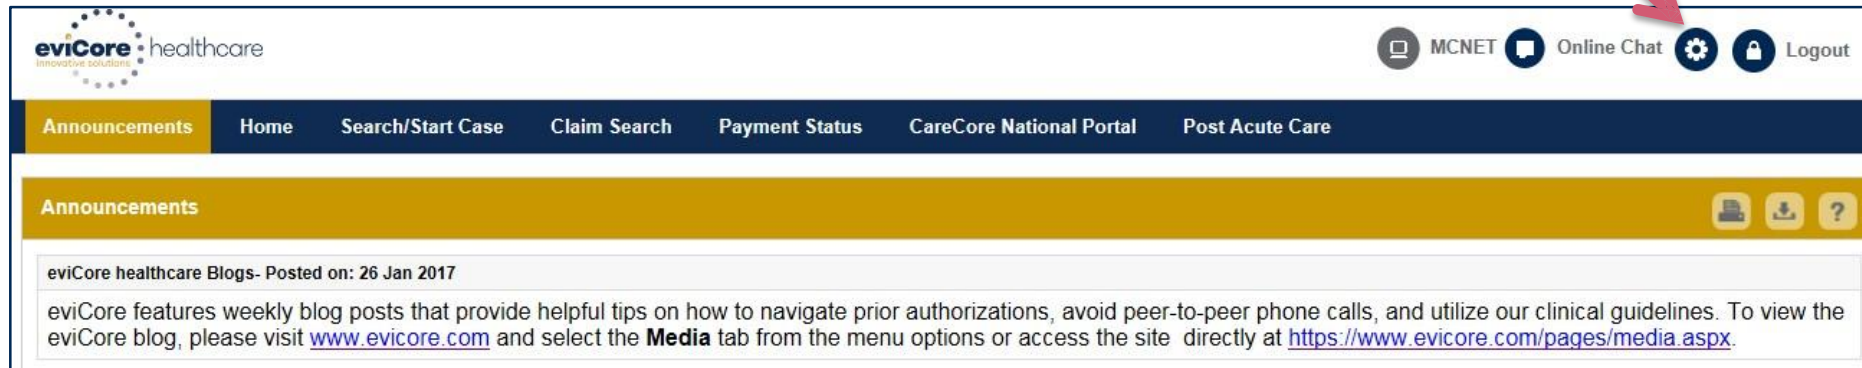 eviCore healthcare
innovative solutions
MCNET Online Chat Logout
Announcements Home Search/Start Case Claim Search Payment Status CareCore National Portal Post Acute Care
Announcements
?
eviCore healthcare Blogs- Posted on: 26 Jan 2017
eviCore features weekly blog posts that provide helpful tips on how to navigate prior authorizations, avoid peer-to-peer phone calls, and utilize our clinical guidelines. To view the
eviCore blog, please visit www.evicore.com and select the Media tab from the menu options or access the site directly at https://www.evicore.com/pages/media.aspx.